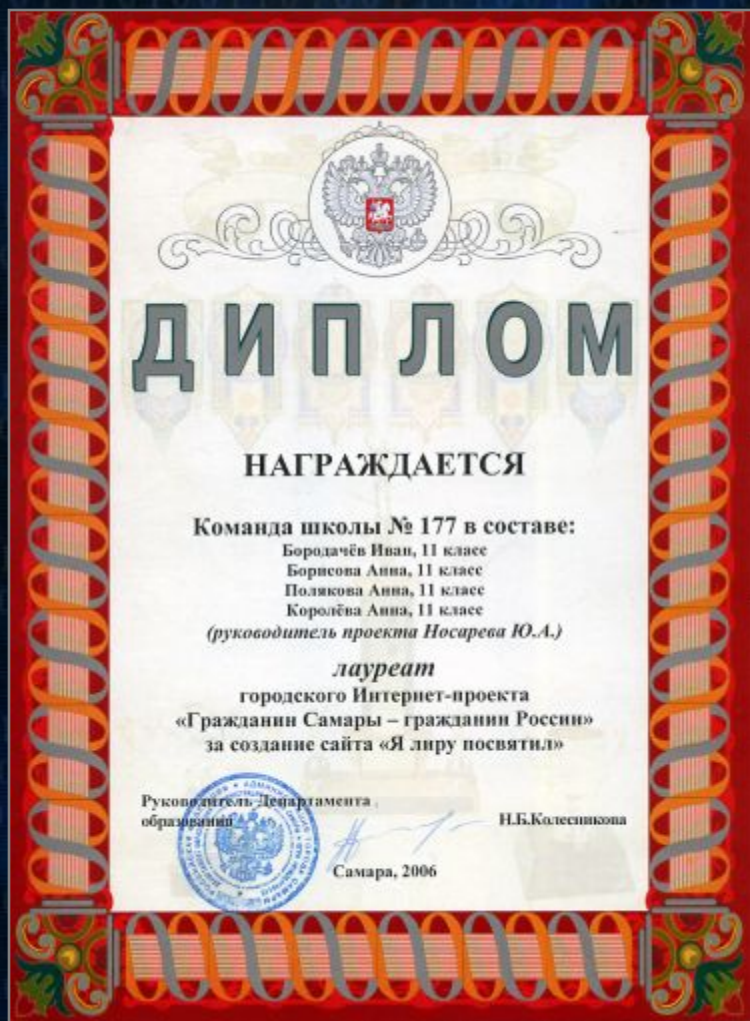 ДИПЛОМ
НАГРАЖДАЕТСЯ
Команда школы № 177 в составе:
Бородачёв Иван, 11 класс
Борисова Анна, 11 класс
Полякова Анна, 11 класс
Королёва Анна, 11 класс
(руководитель проекта Носарева Ю.А.)
лауреат
городского Интернет-проекта
«Гражданин Самары – гражданин России»
за создание сайта «Я лиру посвятил»
Руководитель Департамента
образования Н.Б.Колесникова
Самара, 2006